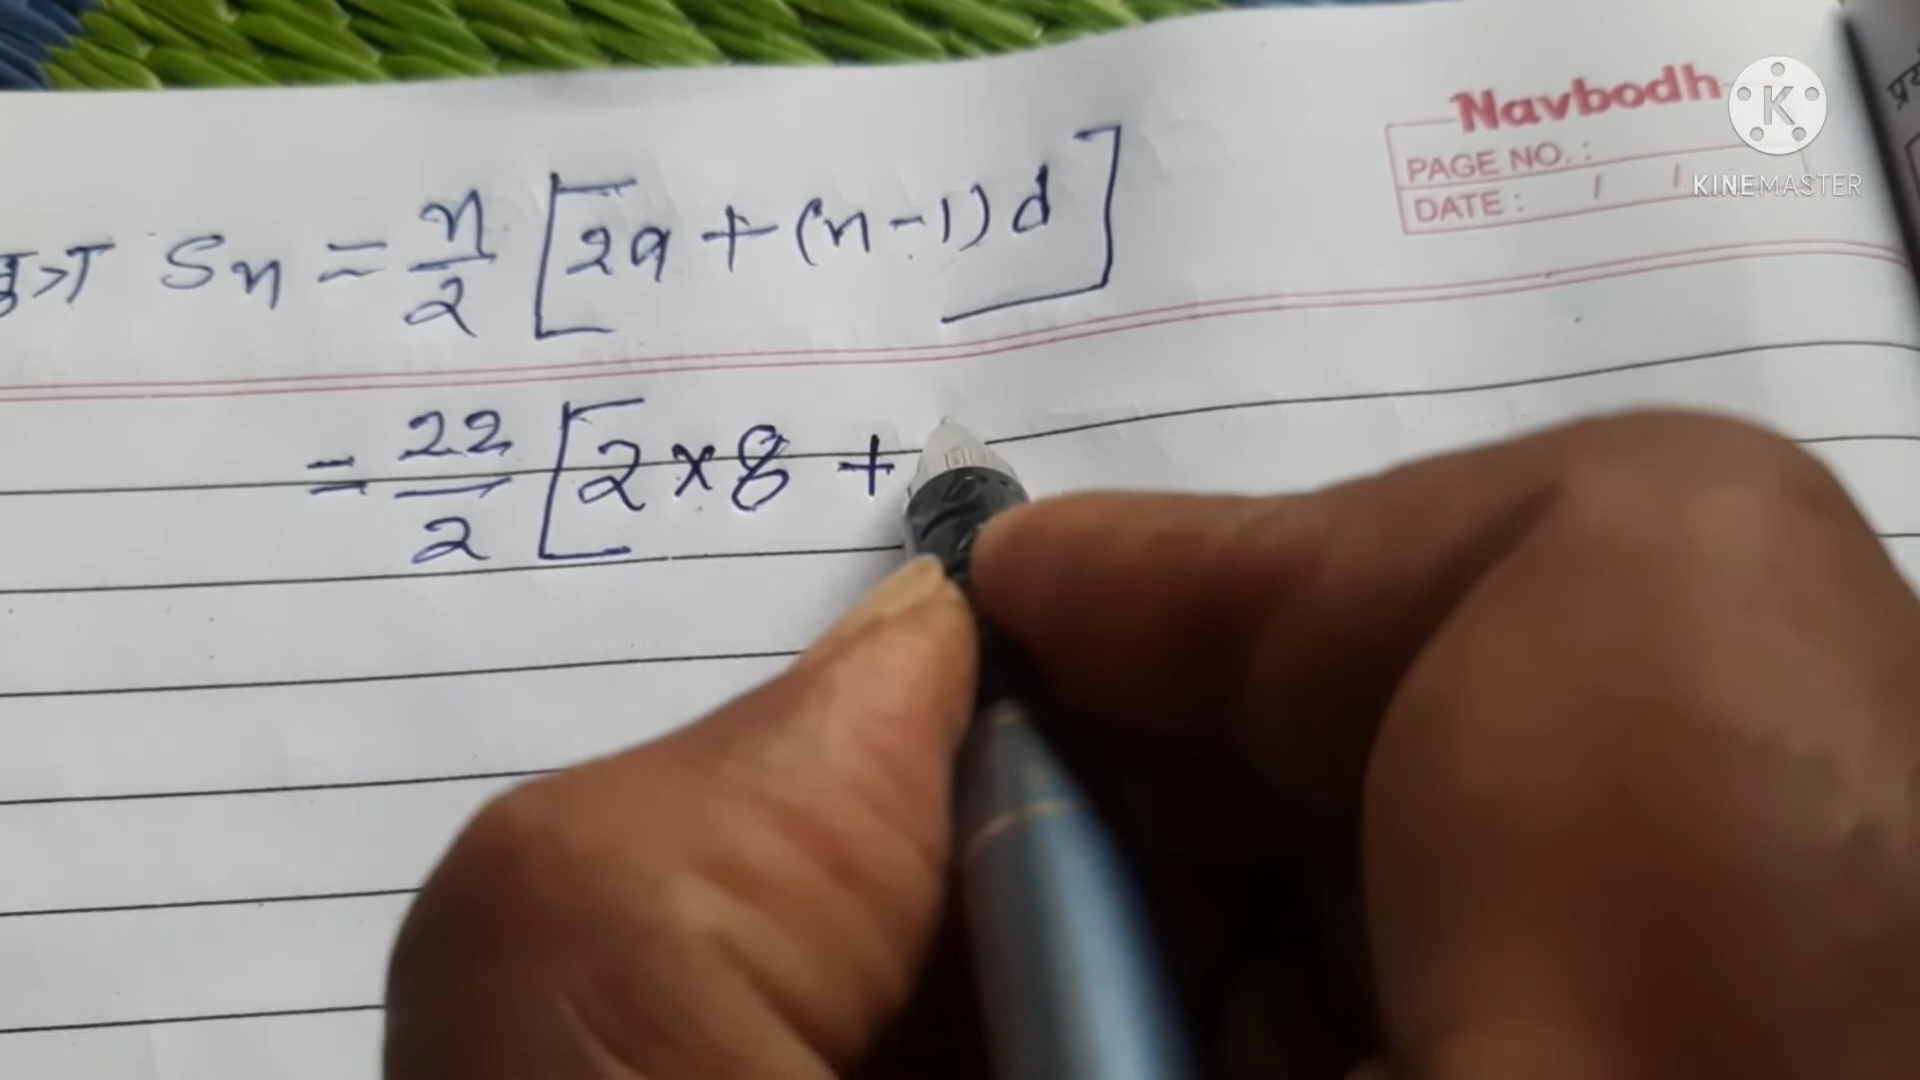 Navbodh
PAGE NO. :
DATE : / /
KINEMASTER
Sn = n/2 [2a + (n-1) d]
= 22/2 [2 × 8 +